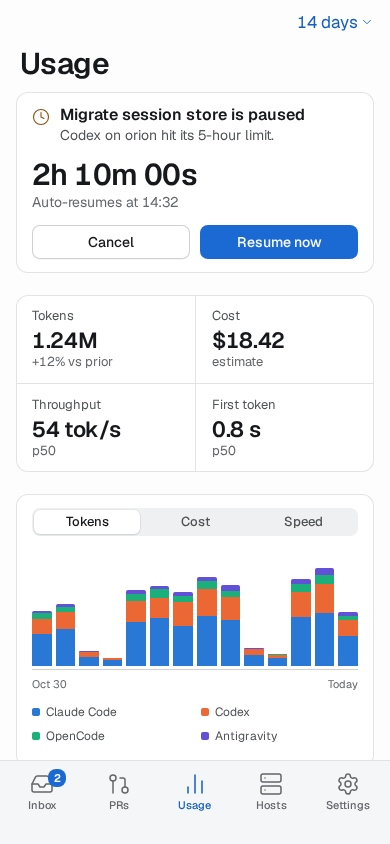 14 days
Usage
Migrate session store is paused
Codex on orion hit its 5-hour limit.
2h 10m 00s
Auto-resumes at 14:32
Cancel
Resume now
Tokens
1.24M
+12% vs prior
Cost
$18.42
estimate
Throughput
54 tok/s
p50
First token
0.8 s
p50
Tokens
Cost
Speed
Oct 30
Today
Claude Code
Codex
OpenCode
Antigravity
2
Inbox
PRs
Usage
Hosts
Settings